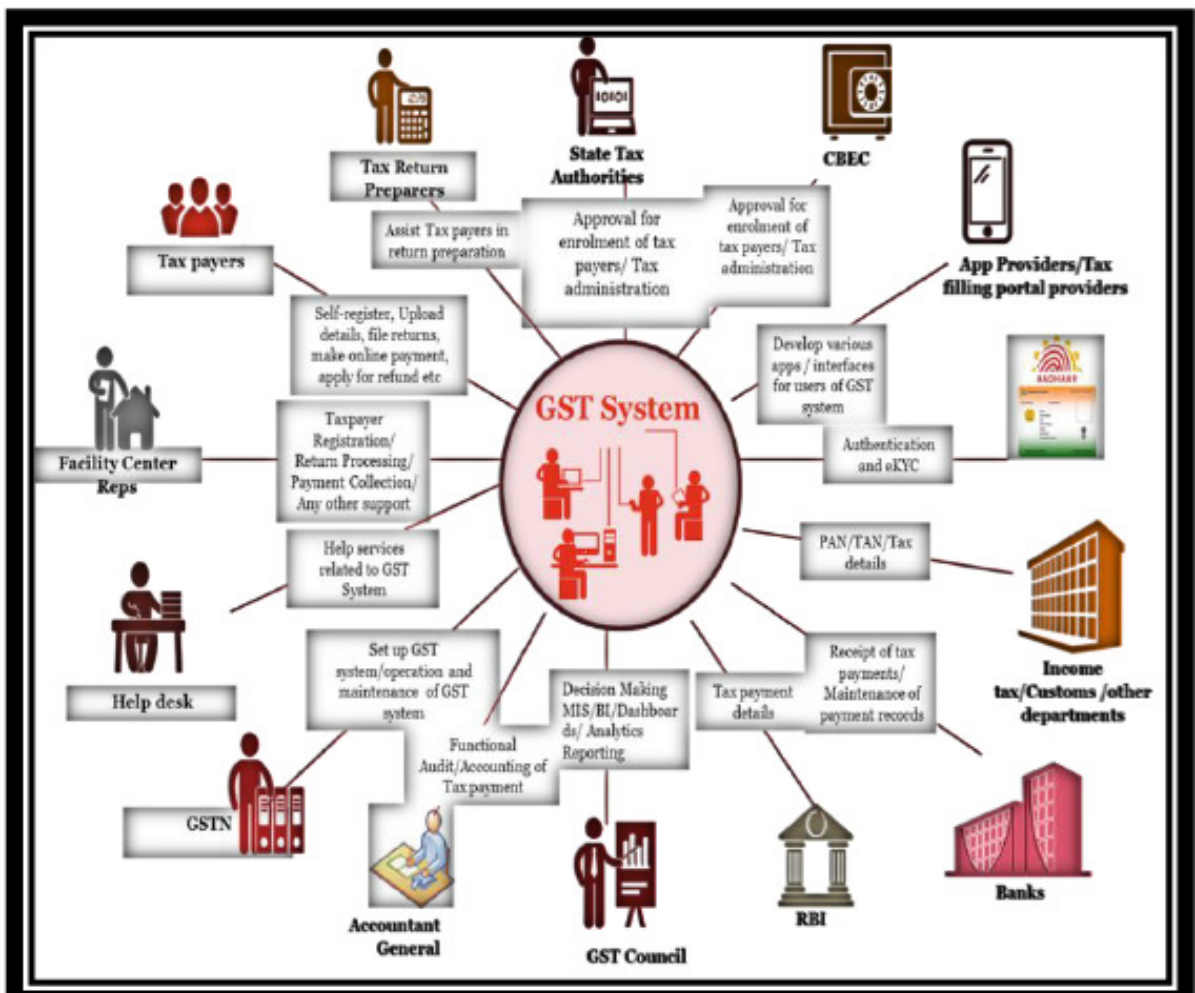 Tax Return
Preparers
Assist Tax payers in
return preparation
State Tax
Authorities
Approval for
enrolment of tax
payers/ Tax
administration
CBEC
Approval for
enrolment of
tax payers/ Tax
administration
App Providers/Tax
filling portal providers
Develop various
apps / interfaces
for users of GST
system
AADHAAR
Authentication
and eKYC
PAN/TAN/Tax
details
Income
tax/Customs /other
departments
Receipt of tax
payments/
Maintenance of
payment records
Banks
Tax payment
details
RBI
Decision Making
MIS/BI/Dashboar
ds/ Analytics
Reporting
GST Council
Functional
Audit/Accounting of
Tax payment
Accountant
General
Set up GST
system/operation and
maintenance of GST
system
GSTN
Help services
related to GST
System
Help desk
Taxpayer
Registration/
Return Processing/
Payment Collection/
Any other support
Facility Center
Reps
Self-register, Upload
details, file returns,
make online payment,
apply for refund etc
Tax payers
GST System